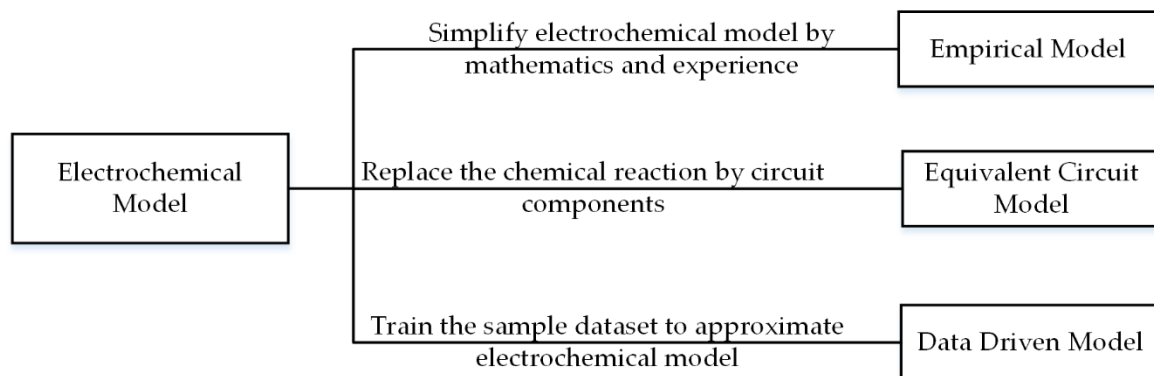 Simplify electrochemical model by
mathematics and experience
Empirical Model
Electrochemical
Model
Replace the chemical reaction by circuit
components
Equivalent Circuit
Model
Train the sample dataset to approximate
electrochemical model
Data Driven Model